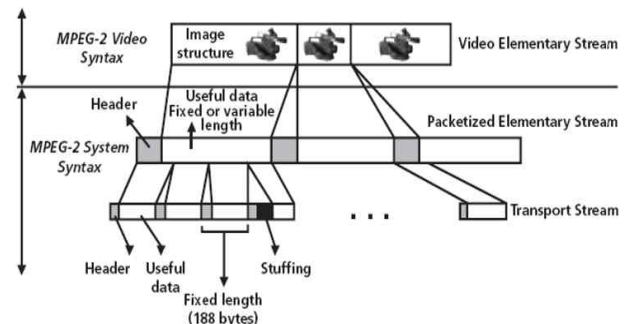 MPEG-2 Video
Syntax
Image
structure
Video Elementary Stream
Header
Useful data
Fixed or variable
length
Packetized Elementary Stream
MPEG-2 System
Syntax
Transport Stream
. . .
Header
Useful
data
Stuffing
Fixed length
(188 bytes)